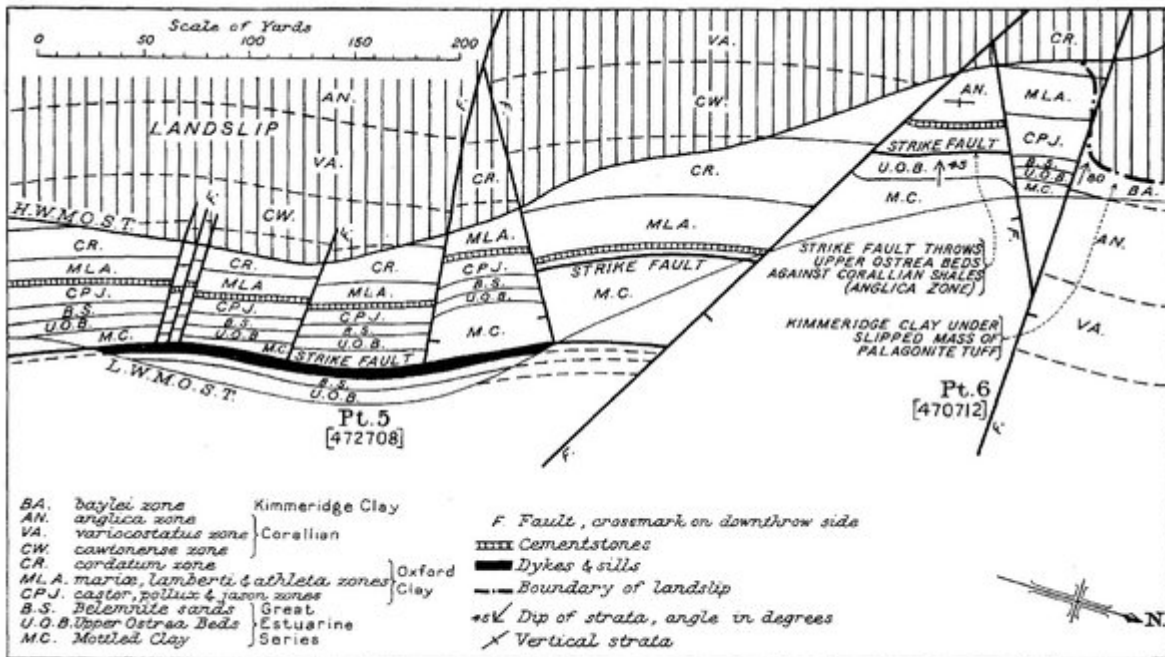 Scale of Yards
0 50 100 150 200
VA.
CR.
AN.
CW.
AN.
MLA.
LANDSLIP
VA.
F.
F.
STRIKE FAULT
CPJ.
U.O.B.
45
B.S.
U.O.B.
M.C.
80
BA.
CR.
CR.
CW.
M.C.
F.
H.W.M.O.S.T.
F.
F.
MLA.
MLA.
AN.
CR.
CR.
CR.
CPJ.
STRIKE FAULT
F.
STRIKE FAULT THROWS
UPPER OSTREA BEDS
AGAINST CORALLIAN SHALES
(ANGLICA ZONE)
MLA.
MLA
MLA.
B.S.
U.O.B.
M.C.
CPJ.
CPJ.
CPJ.
VA.
B.S.
B.S.
B.S.
KIMMERIDGE CLAY UNDER
SLIPPED MASS OF
PALAGONITE TUFF
U.O.B.
U.O.B.
U.O.B.
M.C.
M.C.
M.C
STRIKE FAULT
L.W.M.O.S.T.
B.S.
U.O.B.
Pt.5
[472708]
Pt.6
[470712]
F.
F.
BA. baylei zone Kimmeridge Clay
AN. anglica zone
VA. variocostatus zone Corallian
CW. cawtonense zone
CR. cordatum zone
MLA. mariæ, lamberti & athleta zones Oxford
CPJ. castor, pollux & jason zones Clay
B.S. Belemnite sands Great
U.O.B. Upper Ostrea Beds Estuarine
M.C. Mottled Clay Series
F. Fault, crossmark on downthrow side
Cementstones
Dykes & sills
Boundary of landslip
45 Dip of strata, angle in degrees
Vertical strata
N.